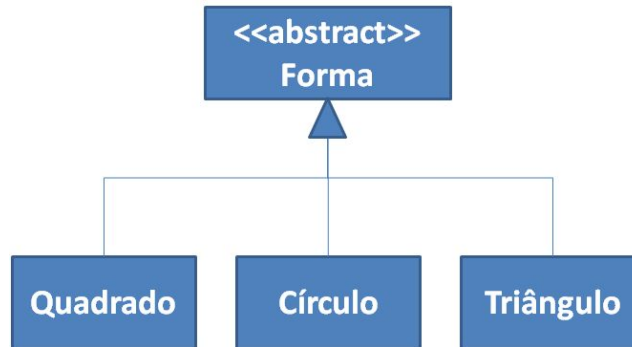 <<abstract>>
Forma
Quadrado
Círculo
Triângulo